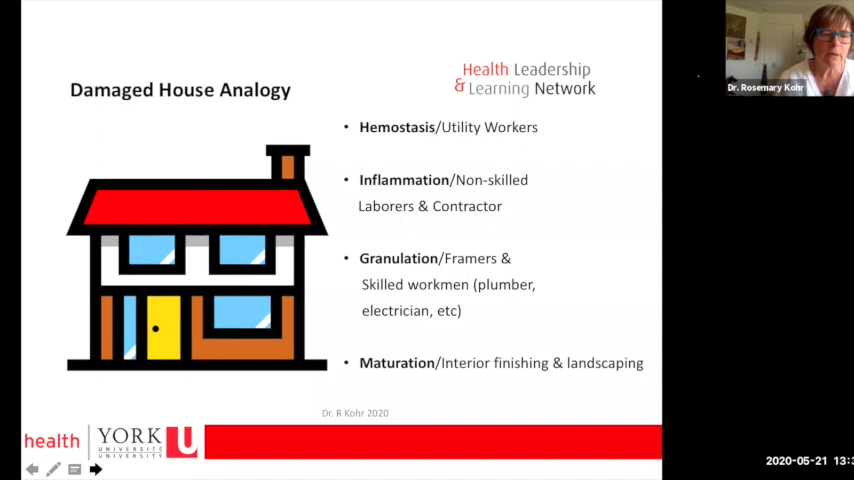 Damaged House Analogy
Health Leadership
& Learning Network
Dr. Rosemary Kohr
• Hemostasis/Utility Workers
• Inflammation/Non-skilled
Laborers & Contractor
• Granulation/Framers &
Skilled workmen (plumber,
electrician, etc)
• Maturation/Interior finishing & landscaping
Dr. R Kohr 2020
health
YORK U
UNIVERSITÉ
UNIVERSITY
2020-05-21 13:3